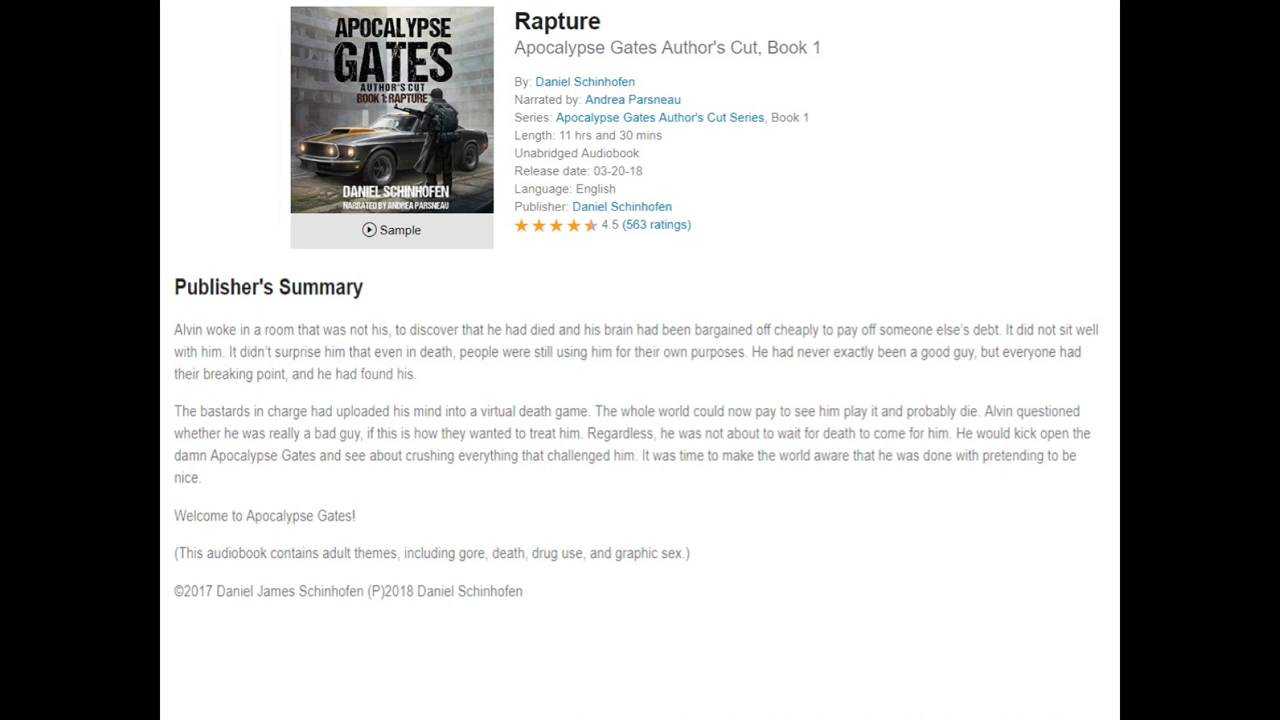 APOCALYPSE
GATES
AUTHOR'S CUT
BOOK 1: RAPTURE
DANIEL SCHINHOFEN
NARRATED BY ANDREA PARSNEAU
Sample
Rapture
Apocalypse Gates Author's Cut, Book 1
By: Daniel Schinhofen
Narrated by: Andrea Parsneau
Series: Apocalypse Gates Author's Cut Series, Book 1
Length: 11 hrs and 30 mins
Unabridged Audiobook
Release date: 03-20-18
Language: English
Publisher: Daniel Schinhofen
4.5 (563 ratings)
Publisher's Summary
Alvin woke in a room that was not his, to discover that he had died and his brain had been bargained off cheaply to pay off someone else's debt. It did not sit well
with him. It didn't surprise him that even in death, people were still using him for their own purposes. He had never exactly been a good guy, but everyone had
their breaking point, and he had found his.
The bastards in charge had uploaded his mind into a virtual death game. The whole world could now pay to see him play it and probably die. Alvin questioned
whether he was really a bad guy, if this is how they wanted to treat him. Regardless, he was not about to wait for death to come for him. He would kick open the
damn Apocalypse Gates and see about crushing everything that challenged him. It was time to make the world aware that he was done with pretending to be
nice.
Welcome to Apocalypse Gates!
(This audiobook contains adult themes, including gore, death, drug use, and graphic sex.)
©2017 Daniel James Schinhofen (P)2018 Daniel Schinhofen